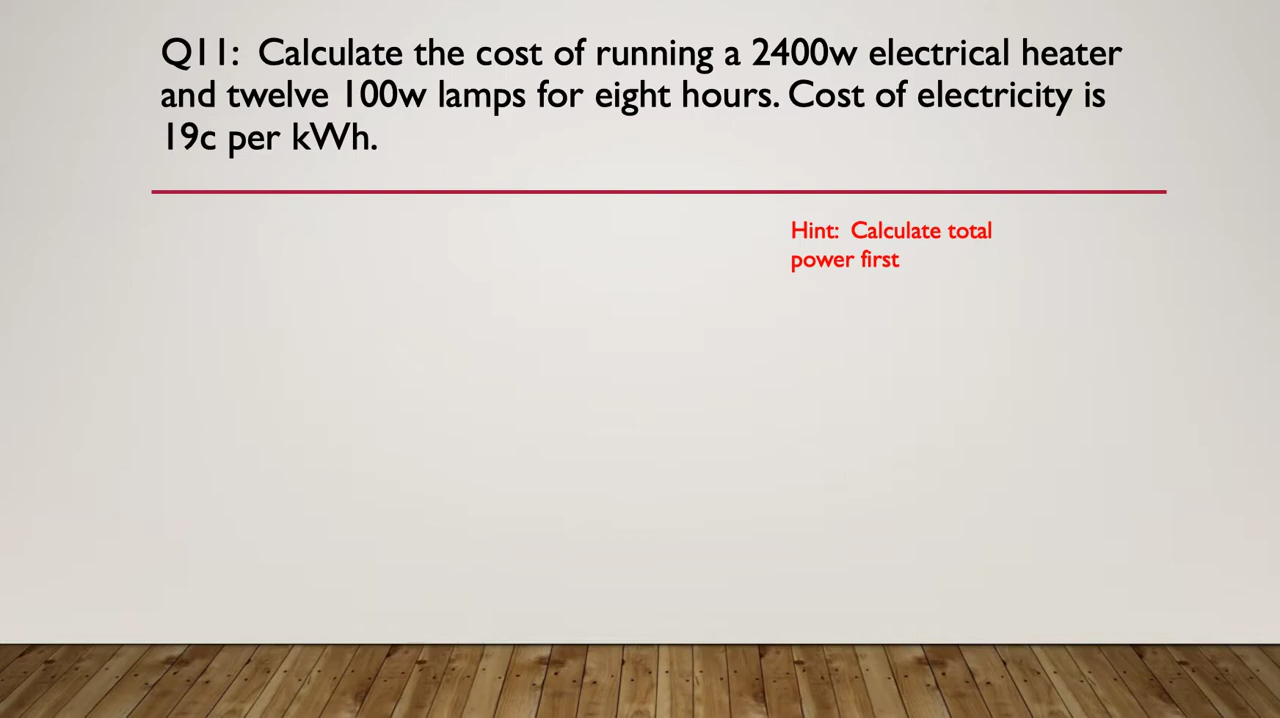 Q11:  Calculate the cost of running a 2400w electrical heater
and twelve 100w lamps for eight hours. Cost of electricity is
19c per kWh.
Hint:  Calculate total
power first